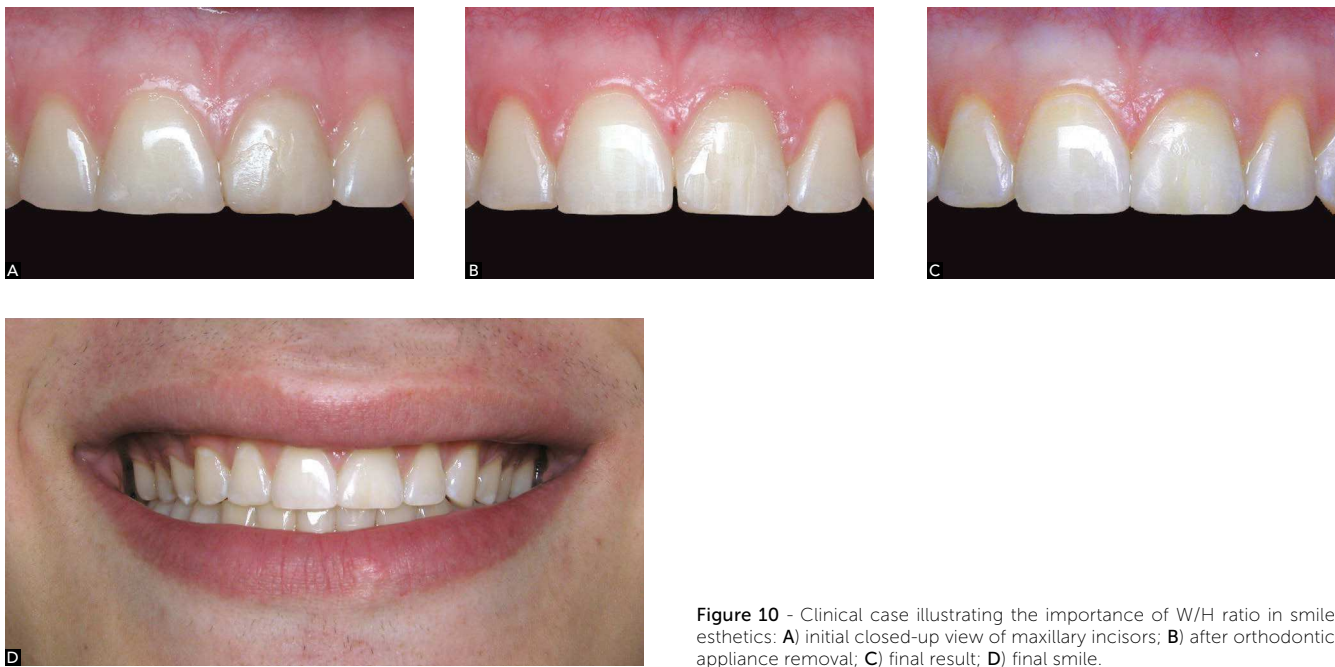 A
B
C
D
Figure 10 - Clinical case illustrating the importance of W/H ratio in smile
esthetics: A) initial closed-up view of maxillary incisors; B) after orthodontic
appliance removal; C) final result; D) final smile.